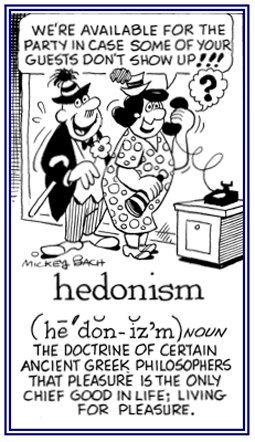 WE'RE AVAILABLE FOR THE
PARTY IN CASE SOME OF YOUR
GUESTS DON'T SHOW UP!!!
?
MICKEY BACH
hedonism
(hē″dŏn-ĭz'm) NOUN
THE DOCTRINE OF CERTAIN
ANCIENT GREEK PHILOSOPHERS
THAT PLEASURE IS THE ONLY
CHIEF GOOD IN LIFE; LIVING
FOR PLEASURE.